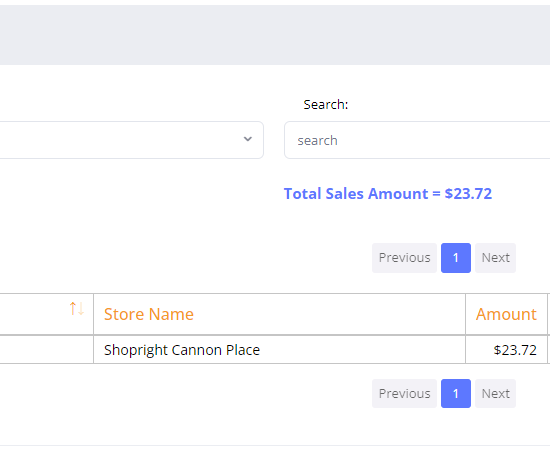 Search:
search
Total Sales Amount = $23.72
Previous 1 Next
Store Name Amount
Shopright Cannon Place $23.72
Previous 1 Next